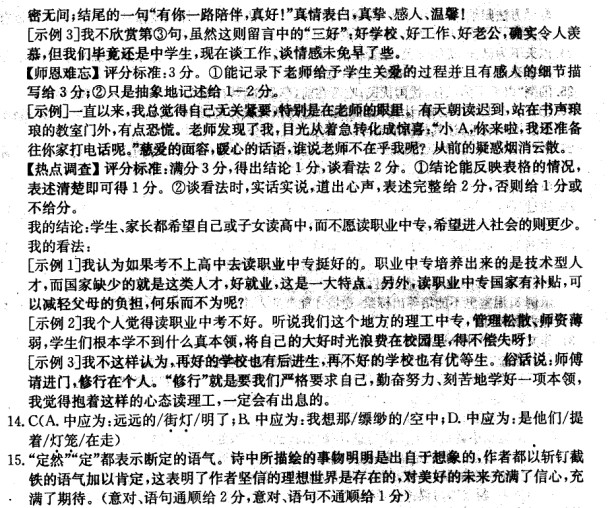 密无间;结尾的一句“有你一路陪伴,真好!”真情表白,真挚、感人、温馨!
[示例3]我不欣赏第③句,虽然这则留言中的“三好”:好学校、好工作、好老公,确实令人羡
慕,但我们毕竟还是中学生,现在谈工作、谈情感未免早了些。
【师恩难忘】评分标准:3分。①能记录下老师给予学生关爱的过程并且有感人的细节描
写给3分;②只是抽象地记述给1—2分。
[示例]一直以来,我总觉得自己无关紧要,特别是在老师的眼里。有天朝读迟到,站在书声琅
琅的教室门外,有点恐慌。老师发现了我,目光从着急转化成惊喜:“小A,你来啦,我还准备
往你家打电话呢。”慈爱的面容,暖心的话语,谁说老师不在乎我呢?从前的疑惑烟消云散。
【热点调查】评分标准:满分3分,得出结论1分,谈看法2分。①结论能反映表格的情况,
表述清楚即可得1分。②谈看法时,实话实说,道出心声,表述完整给2分,否则给1分或
不给分。
我的结论:学生、家长都希望自己或子女读高中,而不愿读职业中专,希望进人社会的则更少。
我的看法:
[示例1]我认为如果考不上高中去读职业中专挺好的。职业中专培养出来的是技术型人
才,而国家缺少的就是这类人才,好就业,这是一大特点。另外,读职业中专国家有补贴,可
以减轻父母的负担,何乐而不为呢?
[示例2]我个人觉得读职业中考不好。听说我们这个地方的理工中专,管理松散,师资薄
弱,学生们根本学不到什么真本领,将自己的大好时光浪费在校园里,得不偿失呀!
[示例3]我不这样认为,再好的学校也有后进生,再不好的学校也有优等生。俗话说:师傅
请进门,修行在个人。“修行”就是要我们严格要求自己,勤奋努力、刻苦地学好一项本领,
我觉得抱着这样的心态读理工,一定会有出息的。
14. C(A. 中应为:远远的/街灯/明了;B. 中应为:我想那/缥缈的/空中;D. 中应为:是他们/提
着/灯笼/在走)
15. “定然”“定”都表示断定的语气。诗中所描绘的事物明明是出自于想象的,作者都以斩钉截
铁的语气加以肯定,这表明了作者坚信的理想世界是存在的,对美好的未来充满了信心,充
满了期待。(意对、语句通顺给2分,意对、语句不通顺给1分)